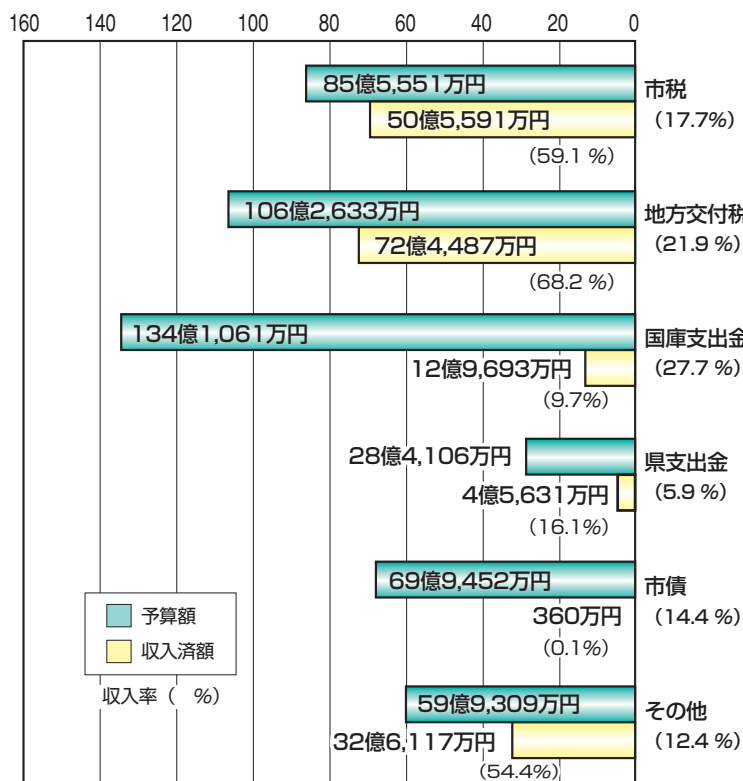 160 140 120 100 80 60 40 20 0
85億5,551万円
市税
50億5,591万円
（17.7%）
（59.1 %）
106億2,633万円
地方交付税
72億4,487万円
（21.9 %）
（68.2 %）
134億1,061万円
国庫支出金
12億9,693万円
（27.7 %）
（9.7%）
28億4,106万円
県支出金
4億5,631万円
（5.9 %）
（16.1%）
69億9,452万円
市債
360万円
（14.4 %）
（0.1%）
予算額
収入済額
収入率（　%）
59億9,309万円
その他
32億6,117万円
（12.4 %）
（54.4%）